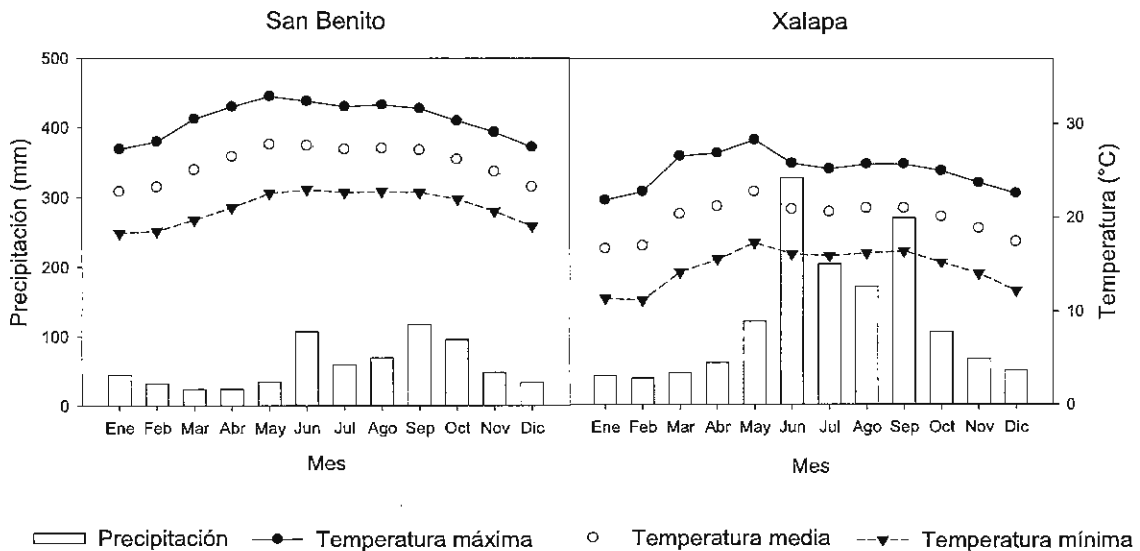 San Benito
Xalapa
500
400
300
200
100
0
Precipitación (mm)
Ene Feb Mar Abr May Jun Jul Ago Sep Oct Nov Dic
Mes
Ene Feb Mar Abr May Jun Jul Ago Sep Oct Nov Dic
Mes
30
20
10
0
Temperatura (°C)
Precipitación
Temperatura máxima
Temperatura media
Temperatura mínima